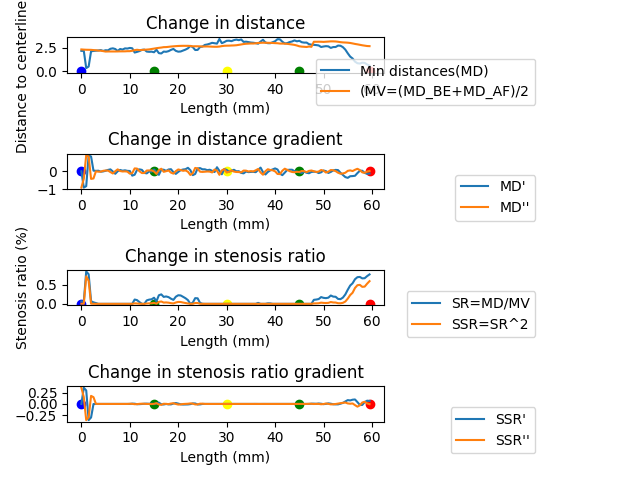 Change in distance
Distance to centerline
2.5
0.0
0 10 20 30 40 50
Length (mm)
Min distances(MD)
(MV=(MD_BE+MD_AF)/2
Change in distance gradient
0
−1
0 10 20 30 40 50 60
Length (mm)
MD'
MD''
Change in stenosis ratio
Stenosis ratio (%)
0.5
0.0
0 10 20 30 40 50 60
Length (mm)
SR=MD/MV
SSR=SR^2
Change in stenosis ratio gradient
0.25
0.00
−0.25
0 10 20 30 40 50 60
Length (mm)
SSR'
SSR''